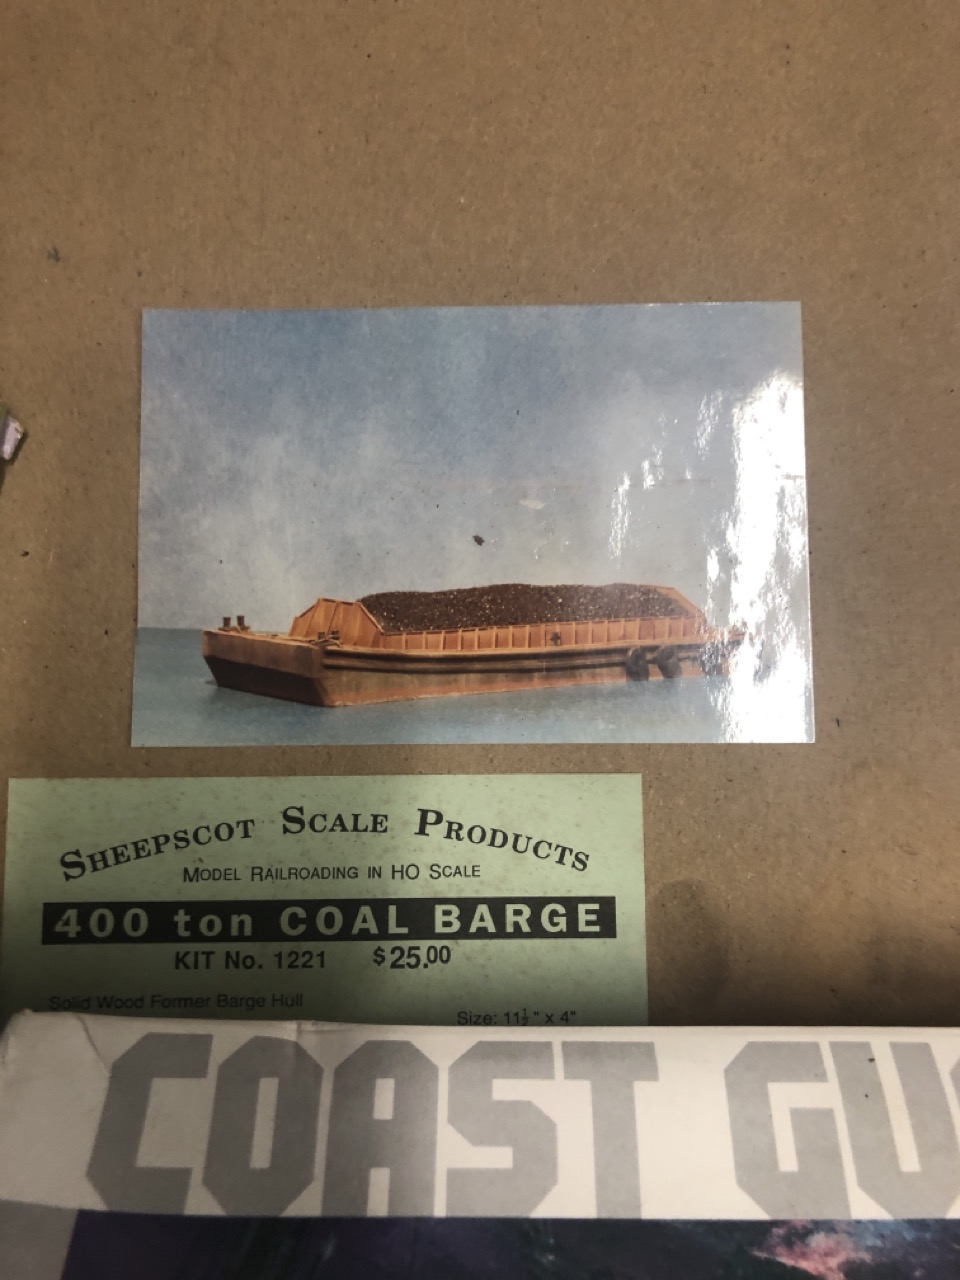 SHEEPSCOT SCALE PRODUCTS
MODEL RAILROADING IN HO SCALE
400 ton COAL BARGE
KIT No. 1221 $25.00
Solid Wood Former Barge Hull
Size: 11½" x 4"
COAST GU